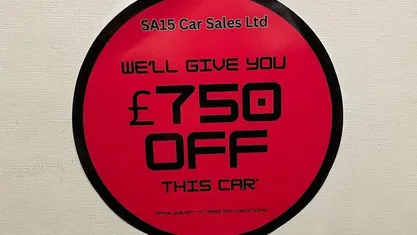 SA15 Car Sales Ltd
WE'LL GIVE YOU
£750
OFF
THIS CAR*